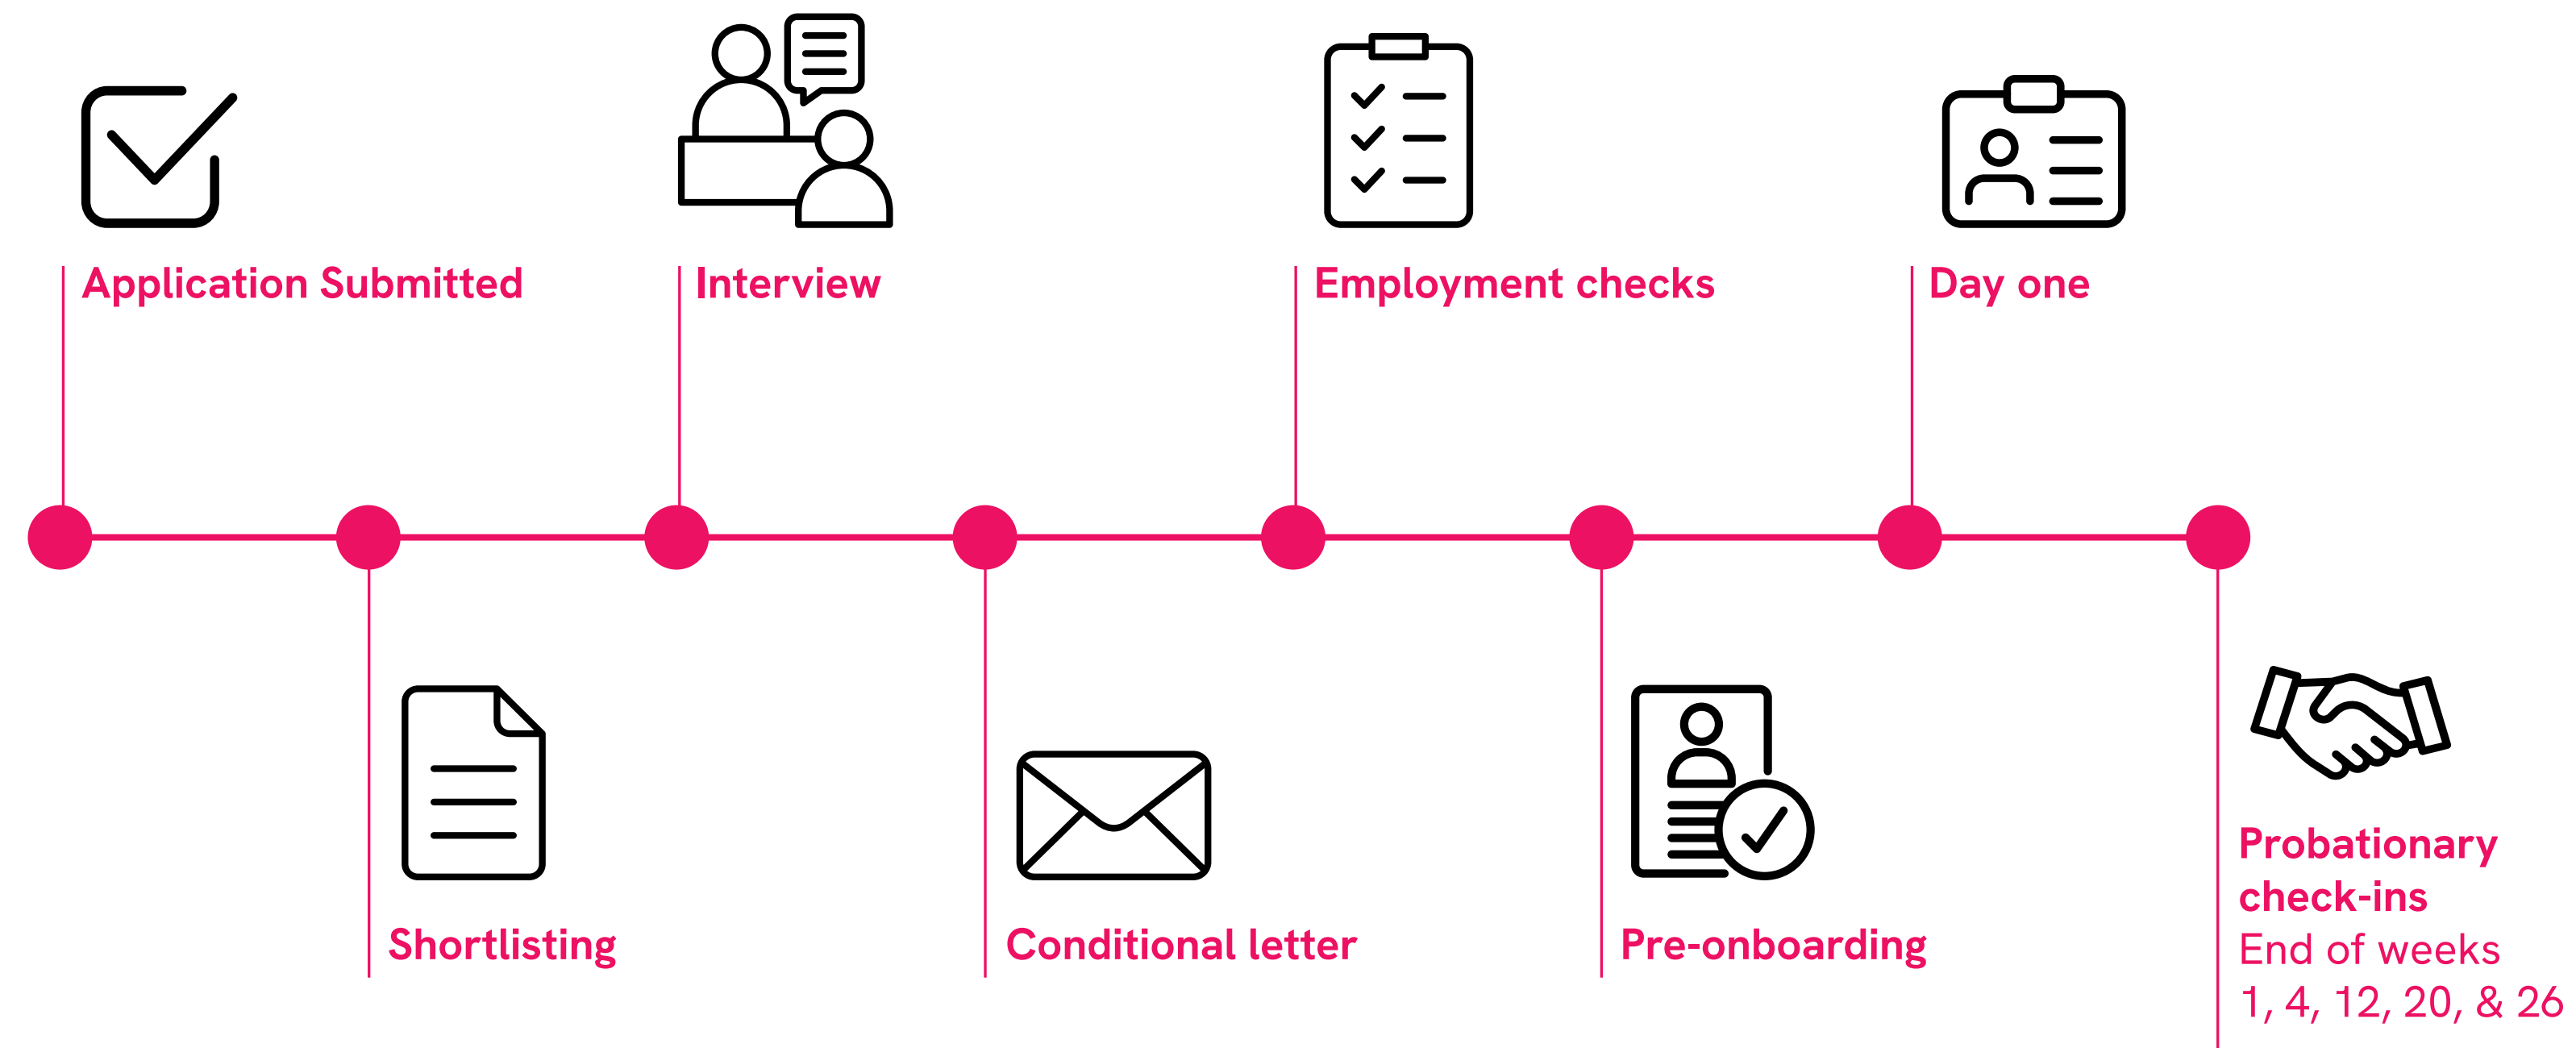 Application Submitted
Shortlisting
Interview
Conditional letter
Employment checks
Pre-onboarding
Day one
Probationary
check-ins
End of weeks
1, 4, 12, 20, & 26